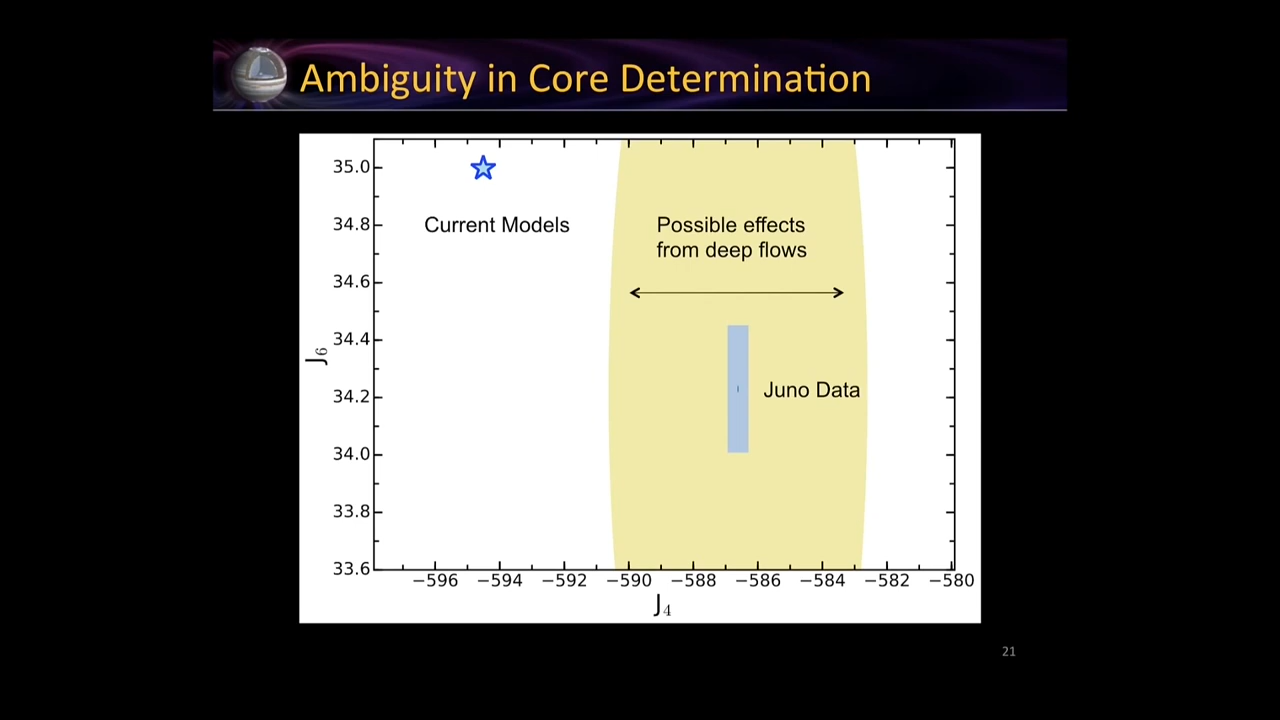 Ambiguity in Core Determination
35.0
34.8
34.6
34.4
34.2
34.0
33.8
33.6
J₆
Current Models
Possible effects
from deep flows
Juno Data
−596 −594 −592 −590 −588 −586 −584 −582 −580
J₄
21